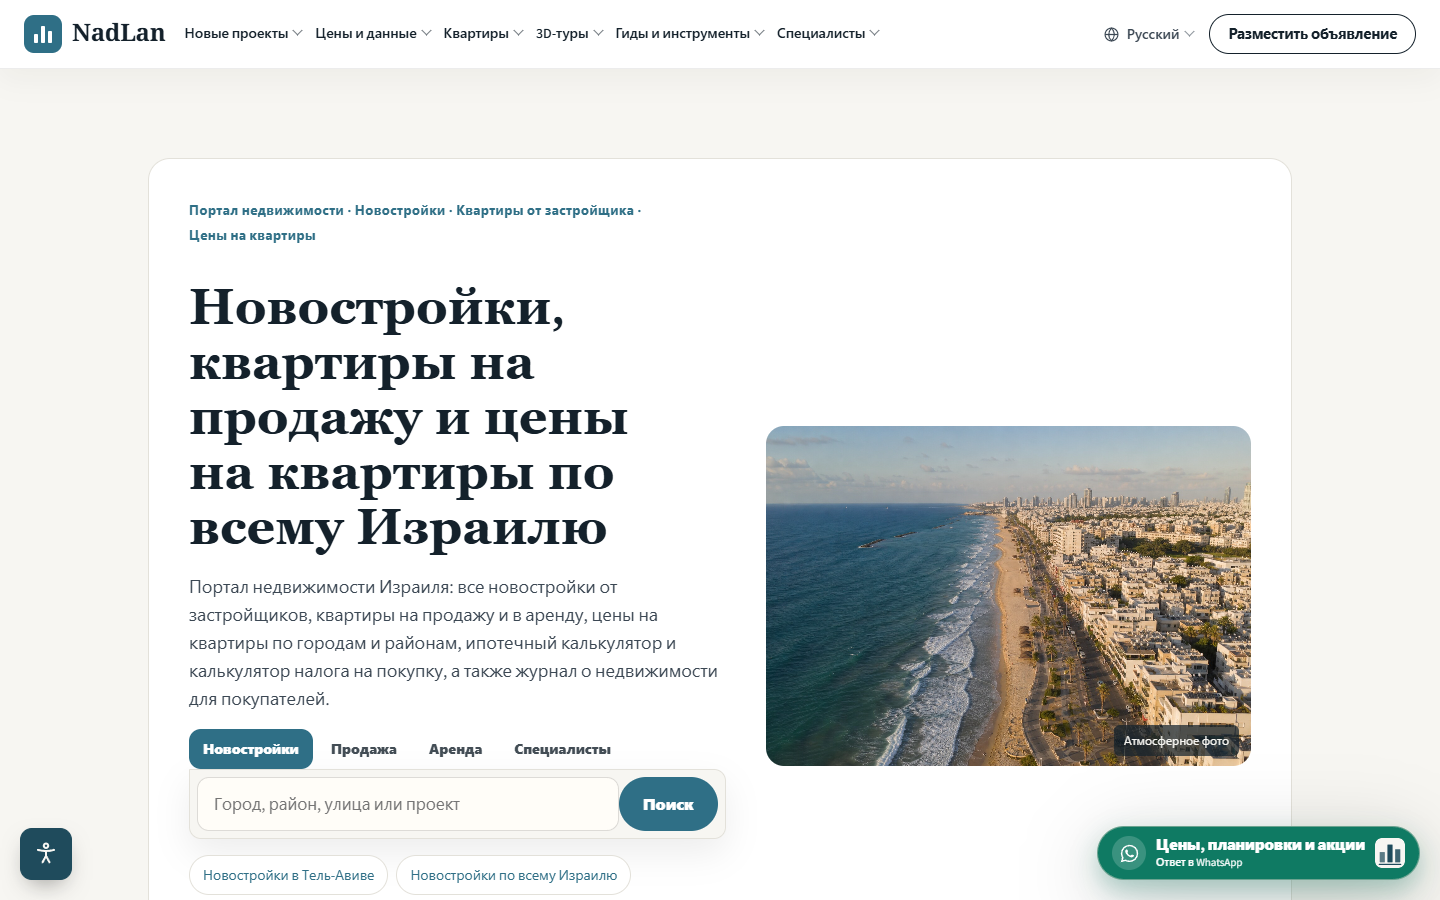 NadLan
Новые проекты
Цены и данные
Квартиры
3D-туры
Гиды и инструменты
Специалисты
Русский
Разместить объявление
Портал недвижимости · Новостройки · Квартиры от застройщика ·
Цены на квартиры
Новостройки,
квартиры на
продажу и цены
на квартиры по
всему Израилю
Портал недвижимости Израиля: все новостройки от
застройщиков, квартиры на продажу и в аренду, цены на
квартиры по городам и районам, ипотечный калькулятор и
калькулятор налога на покупку, а также журнал о недвижимости
для покупателей.
Новостройки
Продажа
Аренда
Специалисты
Город, район, улица или проект
Поиск
Новостройки в Тель-Авиве
Новостройки по всему Израилю
Атмосферное фото
Цены, планировки и акции
Ответ в WhatsApp